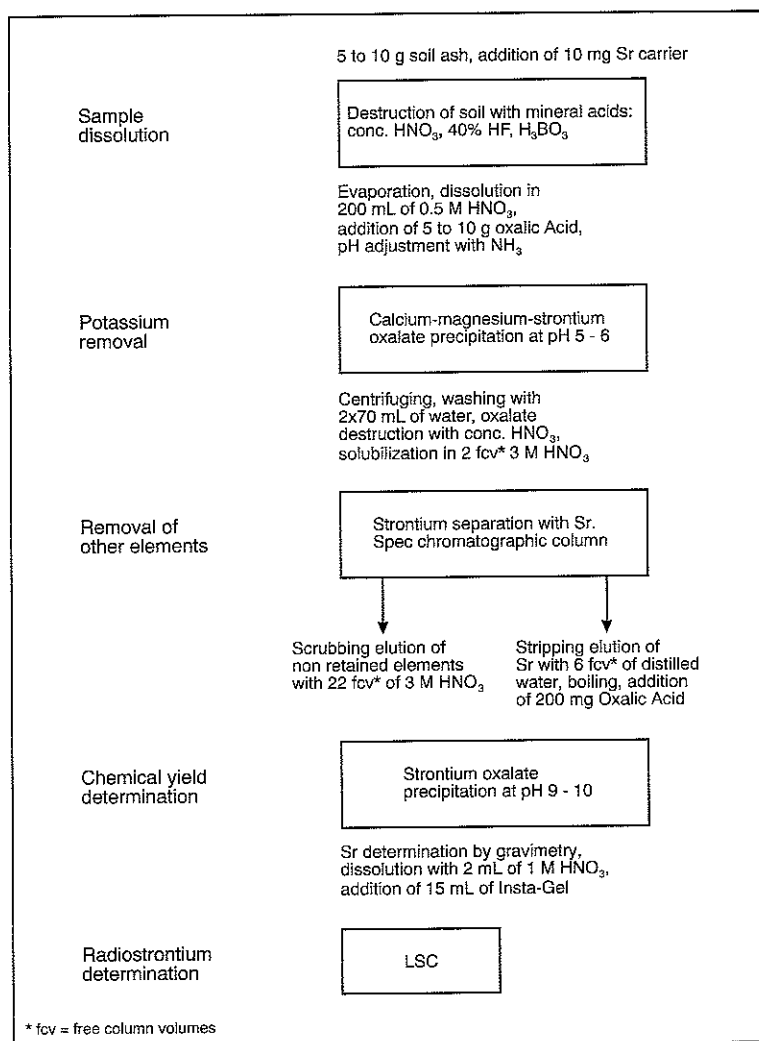 5 to 10 g soil ash, addition of 10 mg Sr carrier
Sample
dissolution
Destruction of soil with mineral acids:
conc. HNO₃, 40% HF, H₃BO₃
Evaporation, dissolution in
200 mL of 0.5 M HNO₃,
addition of 5 to 10 g oxalic Acid,
pH adjustment with NH₃
Potassium
removal
Calcium-magnesium-strontium
oxalate precipitation at pH 5 - 6
Centrifuging, washing with
2x70 mL of water, oxalate
destruction with conc. HNO₃,
solubilization in 2 fcv* 3 M HNO₃
Removal of
other elements
Strontium separation with Sr.
Spec chromatographic column
Scrubbing elution of
non retained elements
with 22 fcv* of 3 M HNO₃
Stripping elution of
Sr with 6 fcv* of distilled
water, boiling, addition
of 200 mg Oxalic Acid
Chemical yield
determination
Strontium oxalate
precipitation at pH 9 - 10
Sr determination by gravimetry,
dissolution with 2 mL of 1 M HNO₃,
addition of 15 mL of Insta-Gel
Radiostrontium
determination
LSC
* fcv = free column volumes